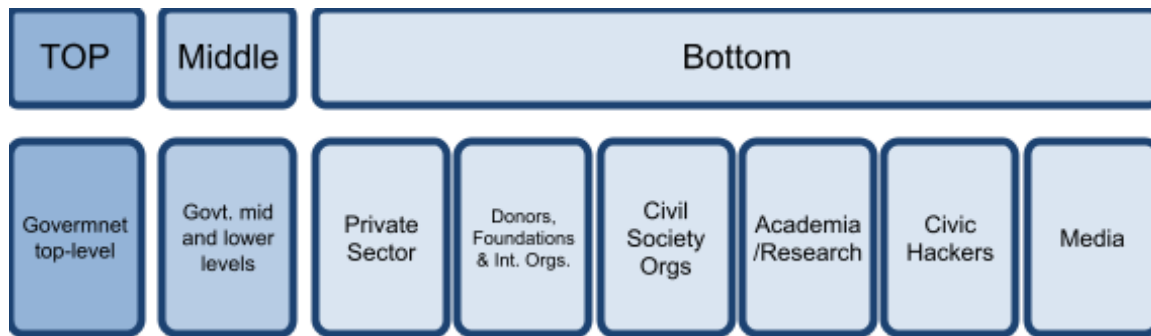 TOP
Middle
Bottom
Govermnet
top-level
Govt. mid
and lower
levels
Private
Sector
Donors,
Foundations
& Int. Orgs.
Civil
Society
Orgs
Academia
/Research
Civic
Hackers
Media